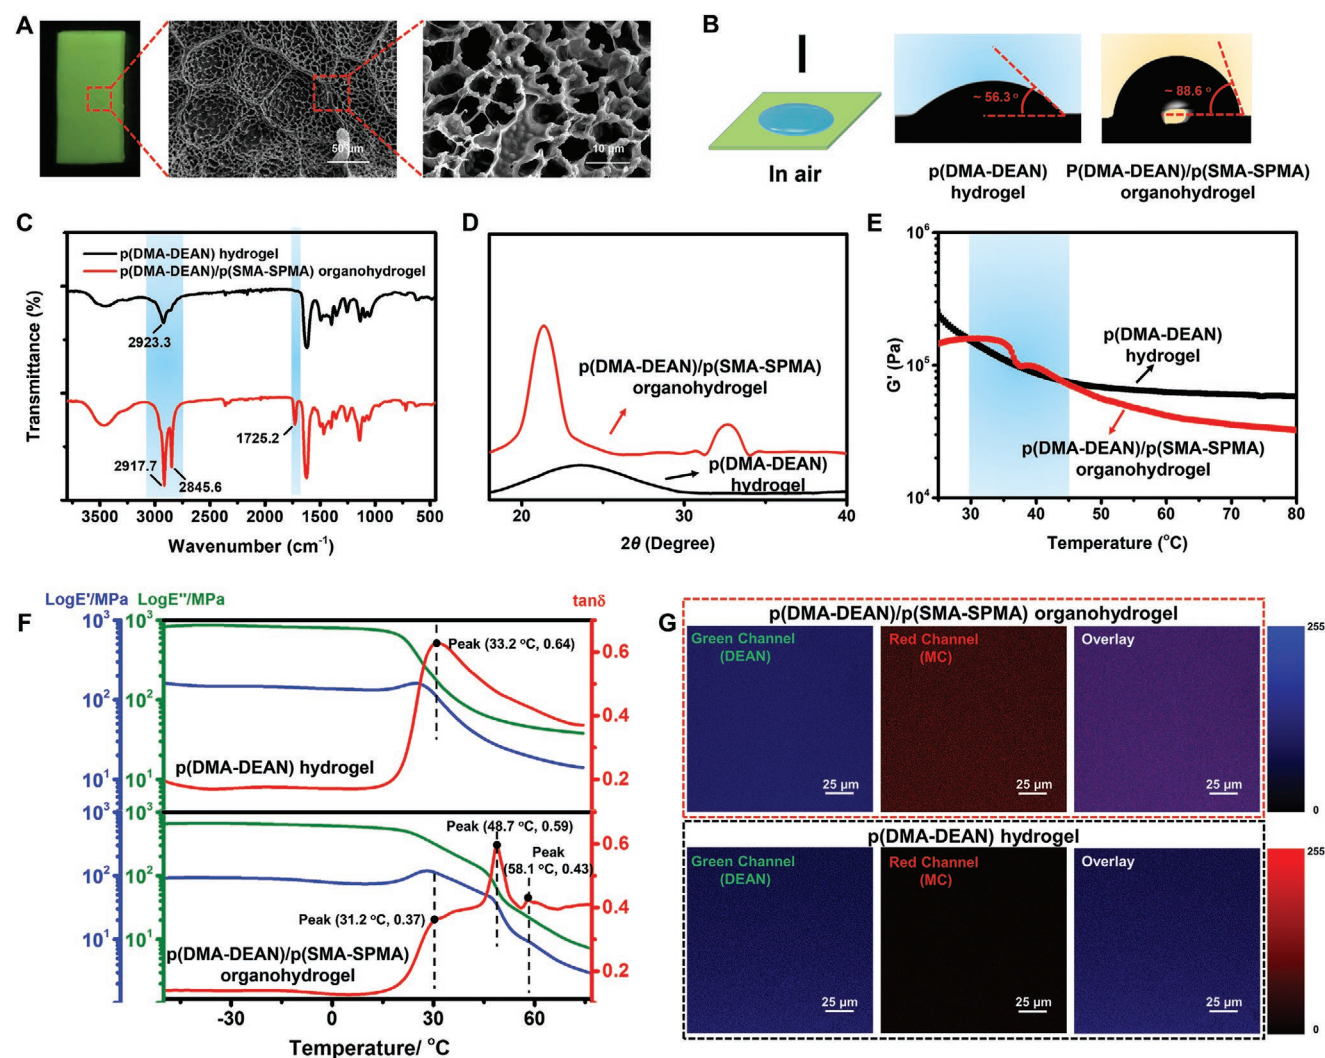 A
50 μm
10 μm
B
In air
~ 56.3 °
p(DMA-DEAN)
hydrogel
~ 88.6 °
P(DMA-DEAN)/p(SMA-SPMA)
organohydrogel
C
p(DMA-DEAN) hydrogel
p(DMA-DEAN)/p(SMA-SPMA) organohydrogel
2923.3
1725.2
2917.7
2845.6
Transmittance (%)
3500 3000 2500 2000 1500 1000 500
Wavenumber (cm⁻¹)
D
p(DMA-DEAN)/p(SMA-SPMA)
organohydrogel
p(DMA-DEAN)
hydrogel
20 30 40
2θ (Degree)
E
10⁶
10⁵
10⁴
G' (Pa)
p(DMA-DEAN)
hydrogel
p(DMA-DEAN)/p(SMA-SPMA)
organohydrogel
30 40 50 60 70 80
Temperature (°C)
F
LogE'/MPa LogE''/MPa tanδ
10³ 10³
10² 10²
10¹ 10¹
10³ 10³
10² 10²
10¹ 10¹
0.6
0.4
0.2
0.6
0.4
0.2
Peak (33.2 °C, 0.64)
p(DMA-DEAN) hydrogel
Peak (48.7 °C, 0.59)
Peak
(58.1 °C, 0.43)
Peak (31.2 °C, 0.37)
p(DMA-DEAN)/p(SMA-SPMA)
organohydrogel
-30 0 30 60
Temperature/ °C
G
p(DMA-DEAN)/p(SMA-SPMA) organohydrogel
Green Channel
(DEAN)
25 μm
Red Channel
(MC)
25 μm
Overlay
25 μm
255
0
p(DMA-DEAN) hydrogel
Green Channel
(DEAN)
25 μm
Red Channel
(MC)
25 μm
Overlay
25 μm
255
0